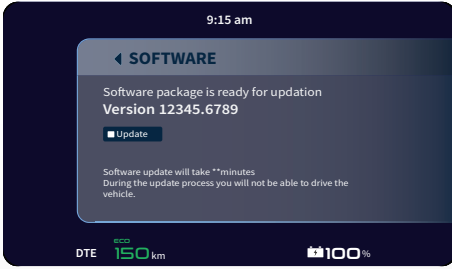 9:15 am
SOFTWARE
Software package is ready for updation
Version 12345.6789
Update
Software update will take **minutes
During the update process you will not be able to drive the
vehicle.
ECO
DTE 150 km 100 %